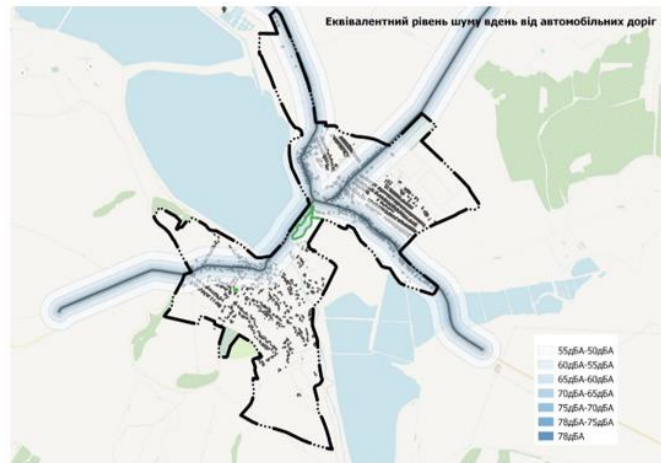 Еквівалентний рівень шуму вдень від автомобільних доріг
55дБА-50дБА
60дБА-55дБА
65дБА-60дБА
70дБА-65дБА
75дБА-70дБА
78дБА-75дБА
78дБА